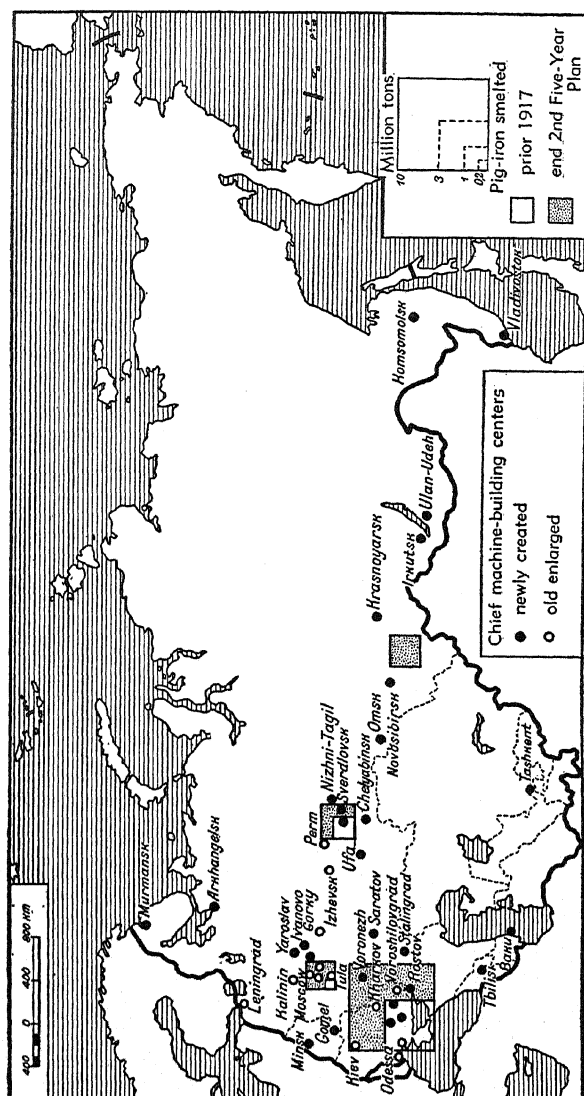 400 0 400 800 KM
Murmansk
Arkhangelsk
Leningrad
Kalinin
Yaroslav
Ivanovo
Gorky
Moscow
Tula
Minsk
Gomel
Kiev
Odessa
Izhevsk
Perm
Nizhni-Tagil
Sverdlovsk
Chelyabinsk
Ufa
Voronezh
Kharkov
Saratov
Voroshilovgrad
Stalingrad
Rostov
Tbilisi
Baku
Tashkent
Omsk
Novosibirsk
Krasnoyarsk
Irkutsk
Ulan-Udeh
Komsomolsk
Vladivostok
Chief machine-building centers
newly created
old enlarged
Million tons
10
3
1
0.2
Pig-iron smelted
prior 1917
end 2nd Five-Year
Plan